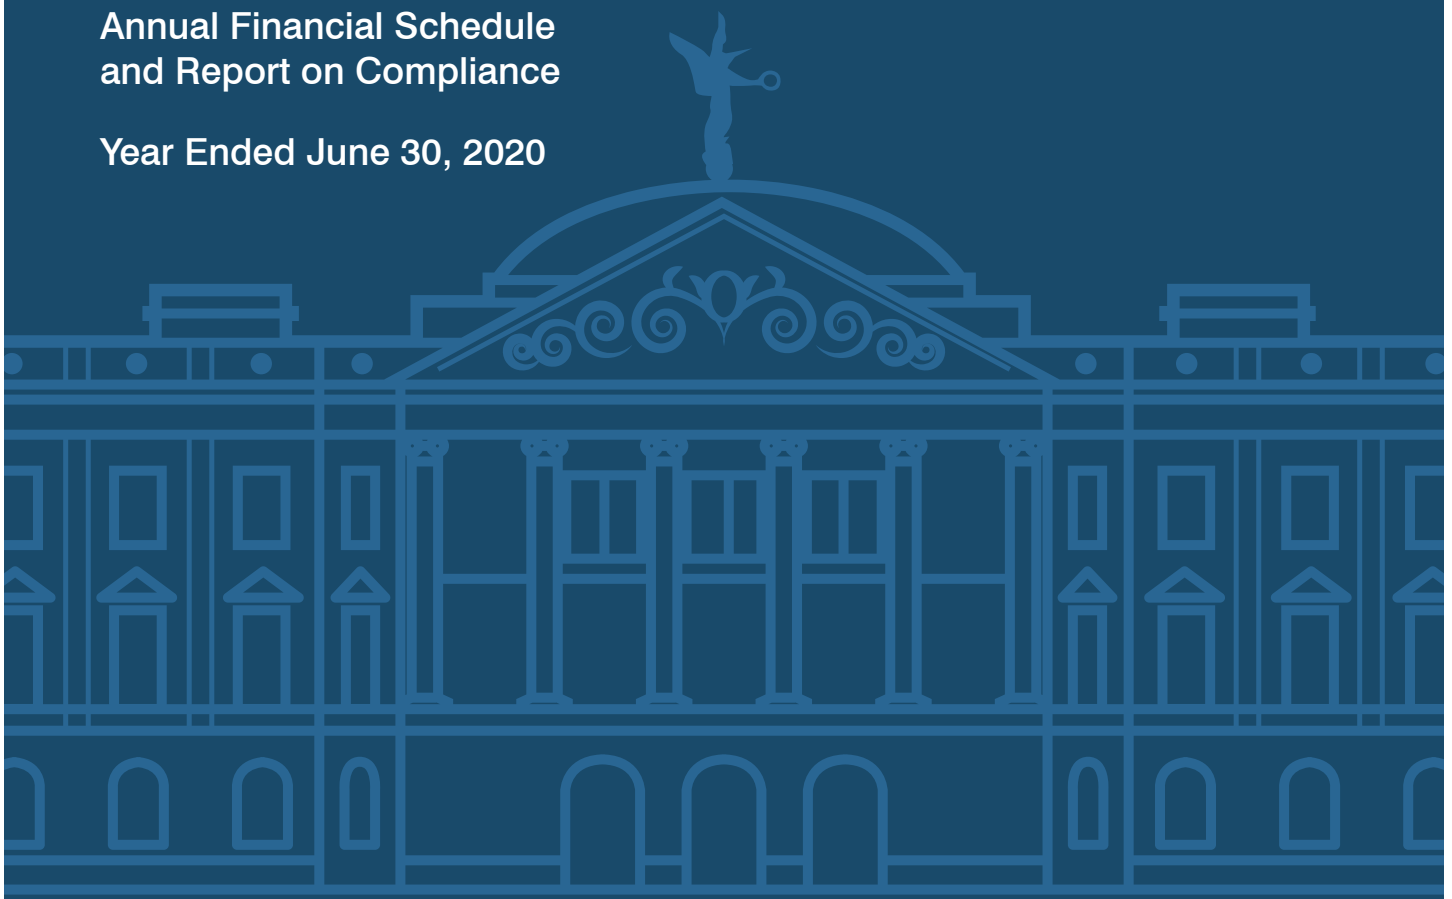 Annual Financial Schedule
and Report on Compliance
Year Ended June 30, 2020